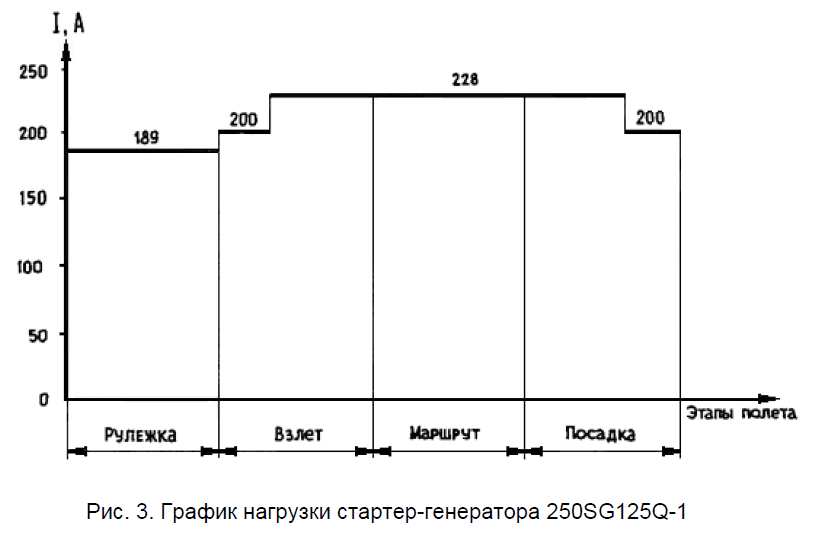 I, А
250
228
200
200
200
189
150
100
50
0
Этапы полета
Рулежка
Взлет
Маршрут
Посадка
Рис. 3. График нагрузки стартер-генератора 250SG125Q-1